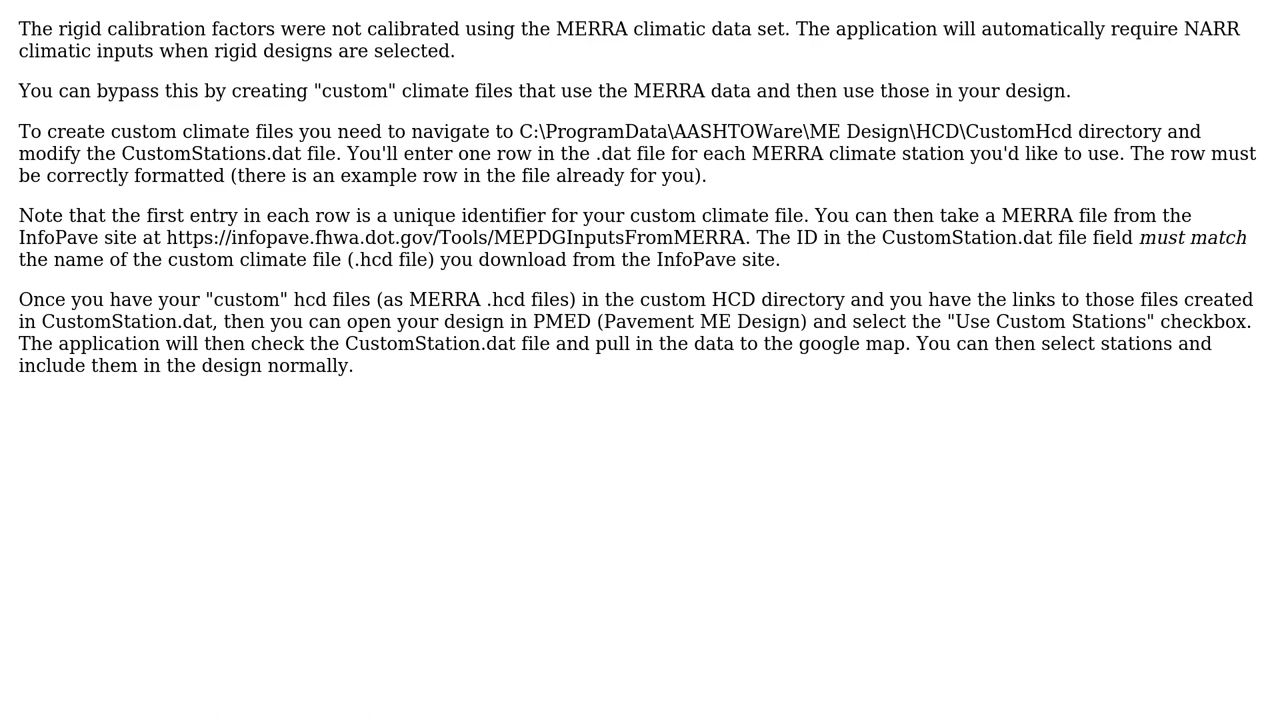 The rigid calibration factors were not calibrated using the MERRA climatic data set. The application will automatically require NARR
climatic inputs when rigid designs are selected.
You can bypass this by creating "custom" climate files that use the MERRA data and then use those in your design.
To create custom climate files you need to navigate to C:\ProgramData\AASHTOWare\ME Design\HCD\CustomHcd directory and
modify the CustomStations.dat file. You'll enter one row in the .dat file for each MERRA climate station you'd like to use. The row must
be correctly formatted (there is an example row in the file already for you).
Note that the first entry in each row is a unique identifier for your custom climate file. You can then take a MERRA file from the
InfoPave site at https://infopave.fhwa.dot.gov/Tools/MEPDGInputsFromMERRA. The ID in the CustomStation.dat file field must match
the name of the custom climate file (.hcd file) you download from the InfoPave site.
Once you have your "custom" hcd files (as MERRA .hcd files) in the custom HCD directory and you have the links to those files created
in CustomStation.dat, then you can open your design in PMED (Pavement ME Design) and select the "Use Custom Stations" checkbox.
The application will then check the CustomStation.dat file and pull in the data to the google map. You can then select stations and
include them in the design normally.